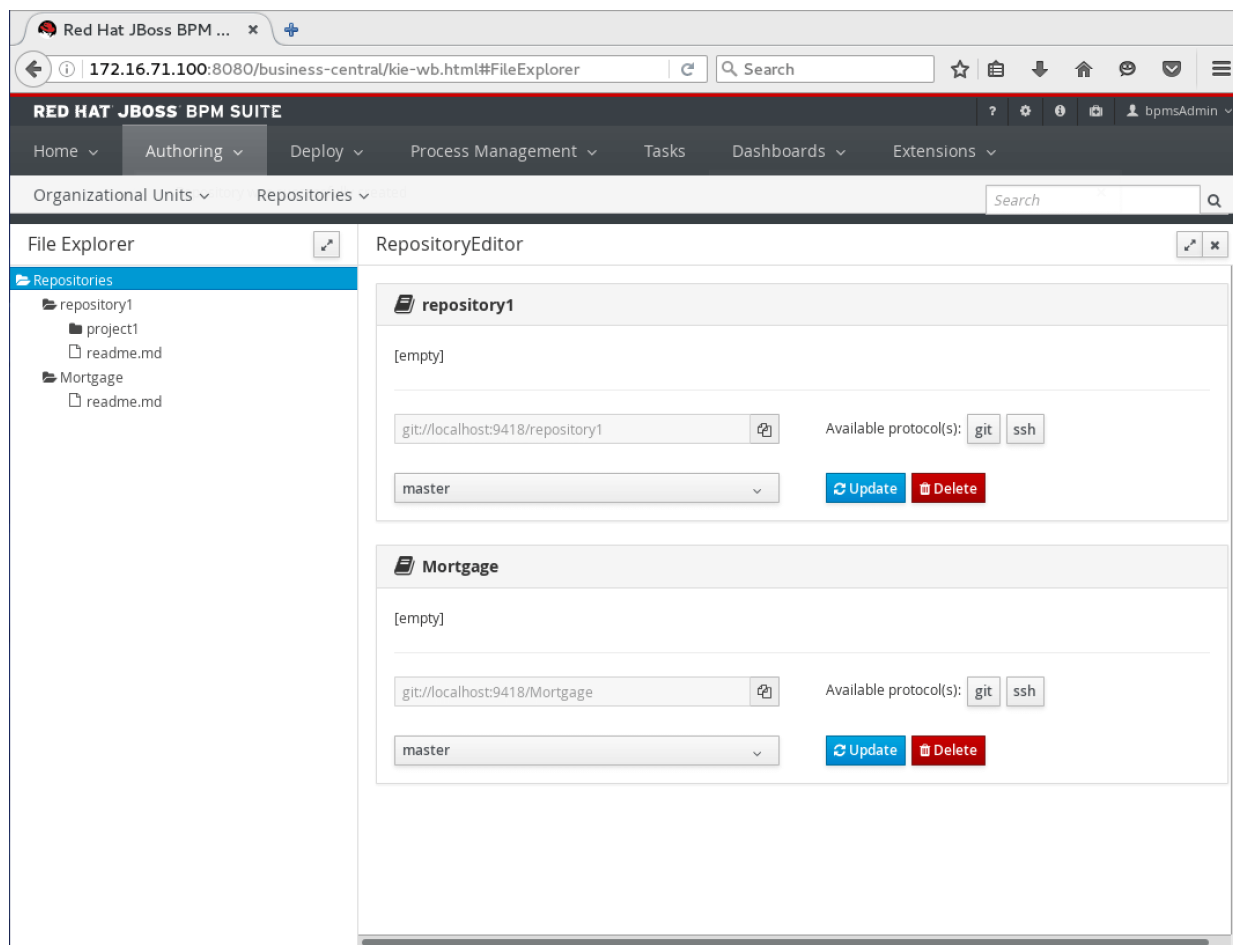 Red Hat JBoss BPM ...
172.16.71.100:8080/business-central/kie-wb.html#FileExplorer
Search
RED HAT JBOSS BPM SUITE
? bpmsAdmin
Home Authoring Deploy Process Management Tasks Dashboards Extensions
Organizational Units Repositories
Search
File Explorer
RepositoryEditor
Repositories
repository1
project1
readme.md
Mortgage
readme.md
repository1
[empty]
git://localhost:9418/repository1
Available protocol(s): git ssh
master
Update Delete
Mortgage
[empty]
git://localhost:9418/Mortgage
Available protocol(s): git ssh
master
Update Delete